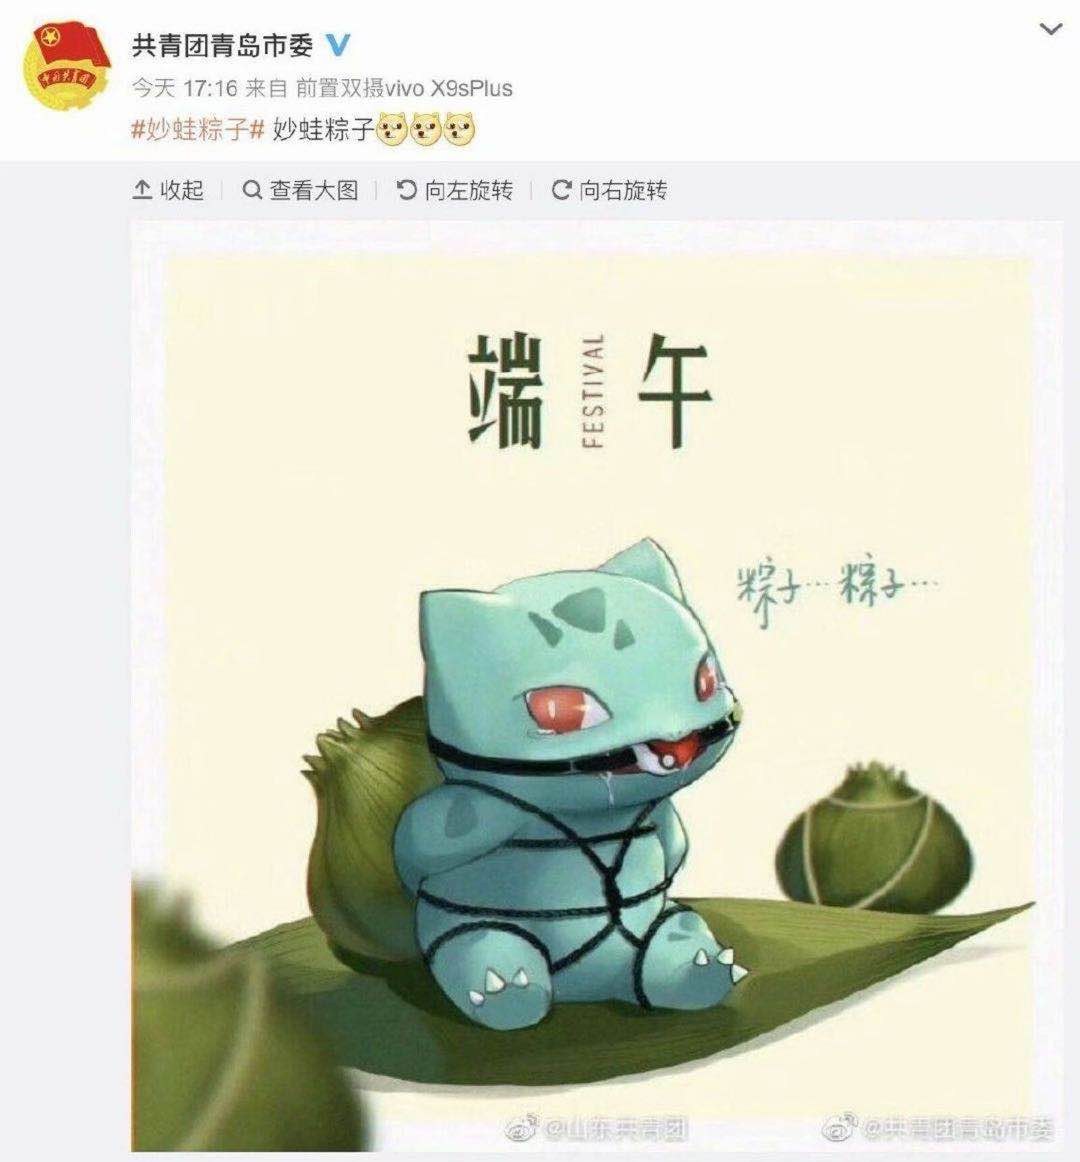 共青团青岛市委
今天 17:16 来自 前置双摄vivo X9sPlus
#妙蛙粽子# 妙蛙粽子
收起 查看大图 向左旋转 向右旋转
端 FESTIVAL 午
粽子…粽子…
@山东共青团 @共青团青岛市委